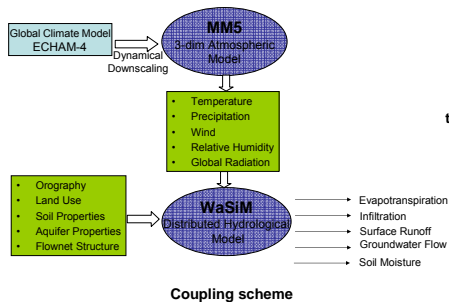 Global Climate Model
ECHAM-4
Dynamical
Downscaling
MM5
3-dim Atmospheric
Model
• Temperature
• Precipitation
• Wind
• Relative Humidity
• Global Radiation
t
• Orography
• Land Use
• Soil Properties
• Aquifer Properties
• Flownet Structure
WaSiM
Distributed Hydrological
Model
Evapotranspiration
Infiltration
Surface Runoff
Groundwater Flow
Soil Moisture
Coupling scheme